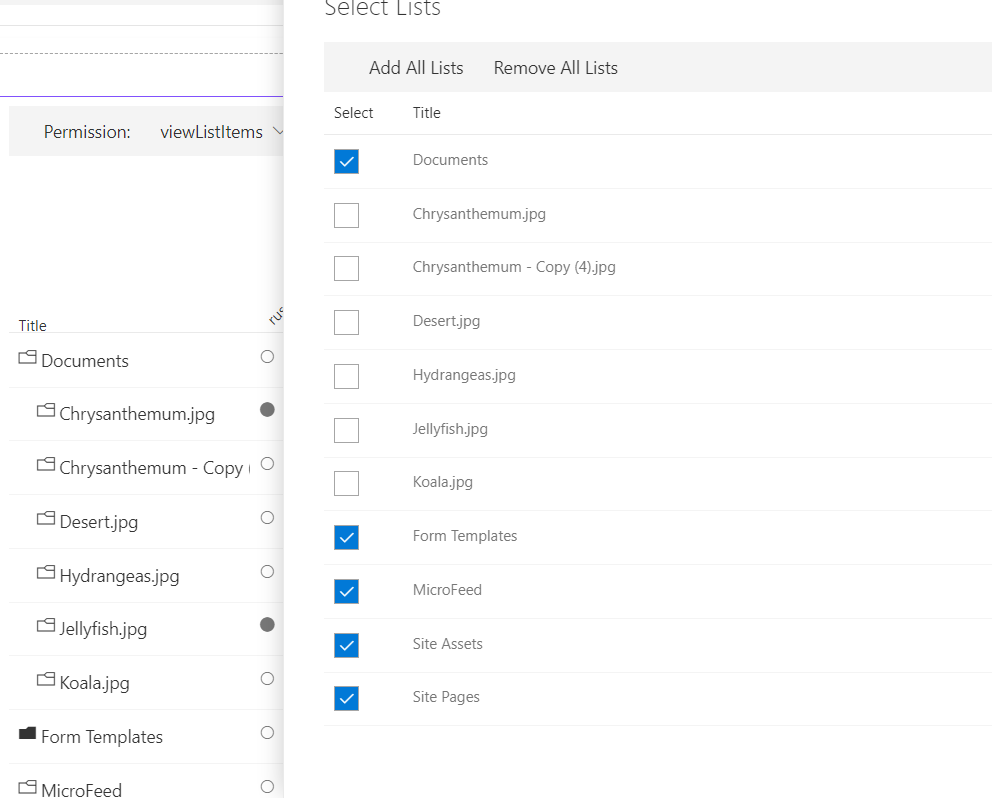 Select Lists
Add All Lists Remove All Lists
Select Title
Documents
Chrysanthemum.jpg
Chrysanthemum - Copy (4).jpg
Desert.jpg
Hydrangeas.jpg
Jellyfish.jpg
Koala.jpg
Form Templates
MicroFeed
Site Assets
Site Pages
Permission: viewListItems
Title
Documents
Chrysanthemum.jpg
Chrysanthemum - Copy (
Desert.jpg
Hydrangeas.jpg
Jellyfish.jpg
Koala.jpg
Form Templates
MicroFeed